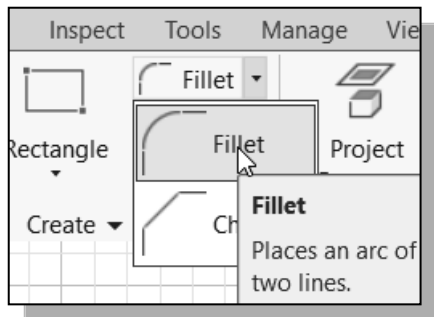 Inspect Tools Manage Vie
Fillet
Fillet
Rectangle
Project
Create
Ch
Fillet
Places an arc of
two lines.